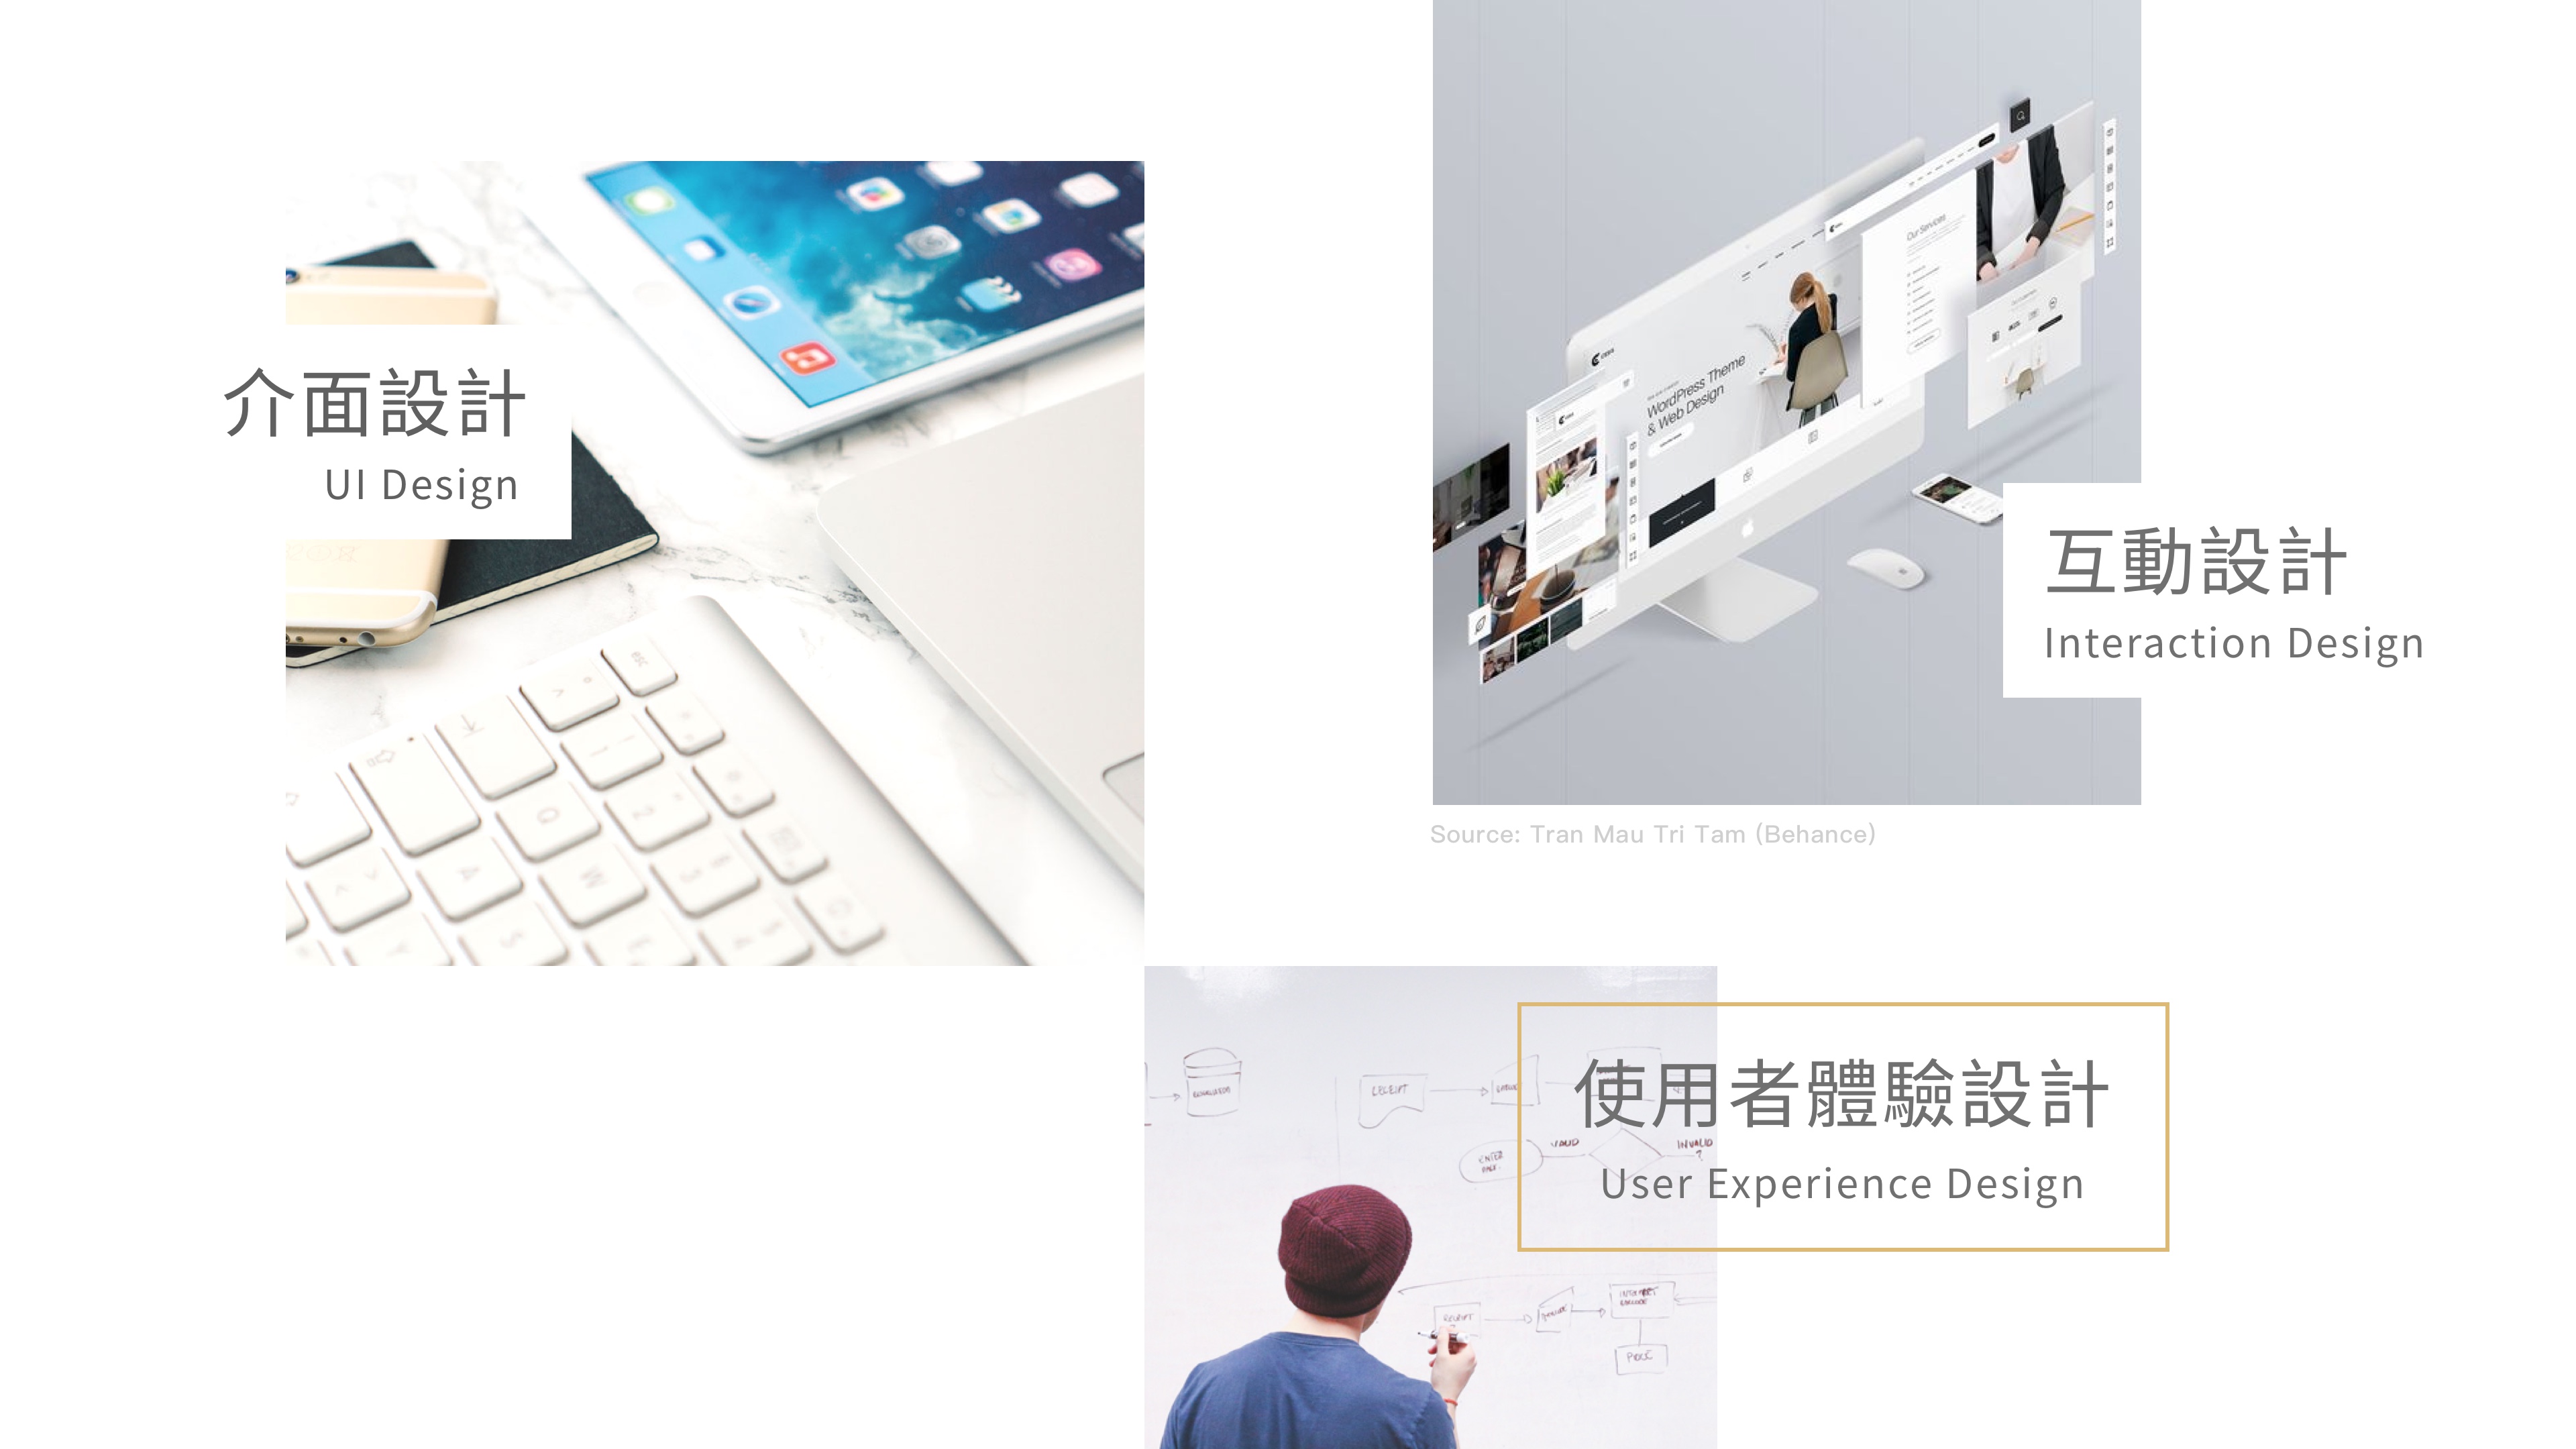 介面設計
UI Design
WordPress Theme
& Web Design
Our Services
互動設計
Interaction Design
Source: Tran Mau Tri Tam (Behance)
使用者體驗設計
User Experience Design
RECEIPT
VALID
INVALID
?
ENTER
RECEIPT